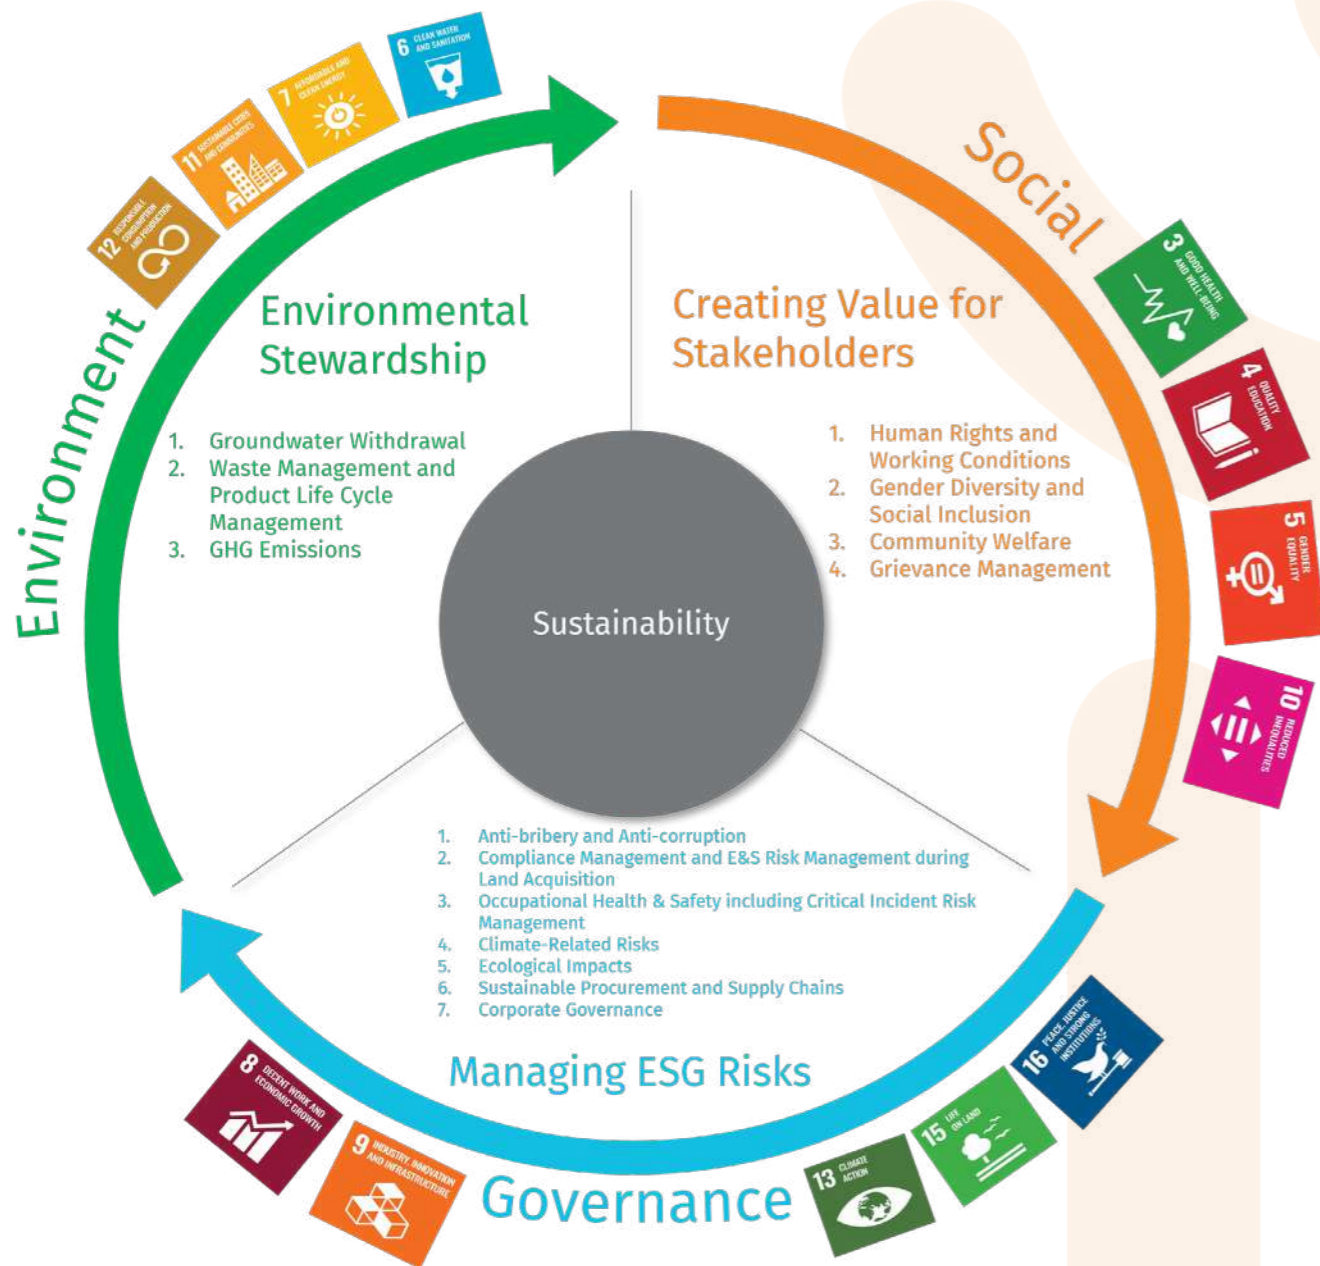 6 CLEAN WATER
AND SANITATION
7 AFFORDABLE AND
CLEAN ENERGY
11 SUSTAINABLE CITIES
AND COMMUNITIES
12 RESPONSIBLE
CONSUMPTION
AND PRODUCTION
Environment
Environmental
Stewardship
1. Groundwater Withdrawal
2. Waste Management and
Product Life Cycle
Management
3. GHG Emissions
Social
Creating Value for
Stakeholders
1. Human Rights and
Working Conditions
2. Gender Diversity and
Social Inclusion
3. Community Welfare
4. Grievance Management
3 GOOD HEALTH
AND WELL-BEING
4 QUALITY
EDUCATION
5 GENDER
EQUALITY
10 REDUCED
INEQUALITIES
Sustainability
1. Anti-bribery and Anti-corruption
2. Compliance Management and E&S Risk Management during
Land Acquisition
3. Occupational Health & Safety including Critical Incident Risk
Management
4. Climate-Related Risks
5. Ecological Impacts
6. Sustainable Procurement and Supply Chains
7. Corporate Governance
Managing ESG Risks
Governance
8 DECENT WORK AND
ECONOMIC GROWTH
9 INDUSTRY, INNOVATION
AND INFRASTRUCTURE
13 CLIMATE
ACTION
15 LIFE
ON LAND
16 PEACE, JUSTICE
AND STRONG
INSTITUTIONS